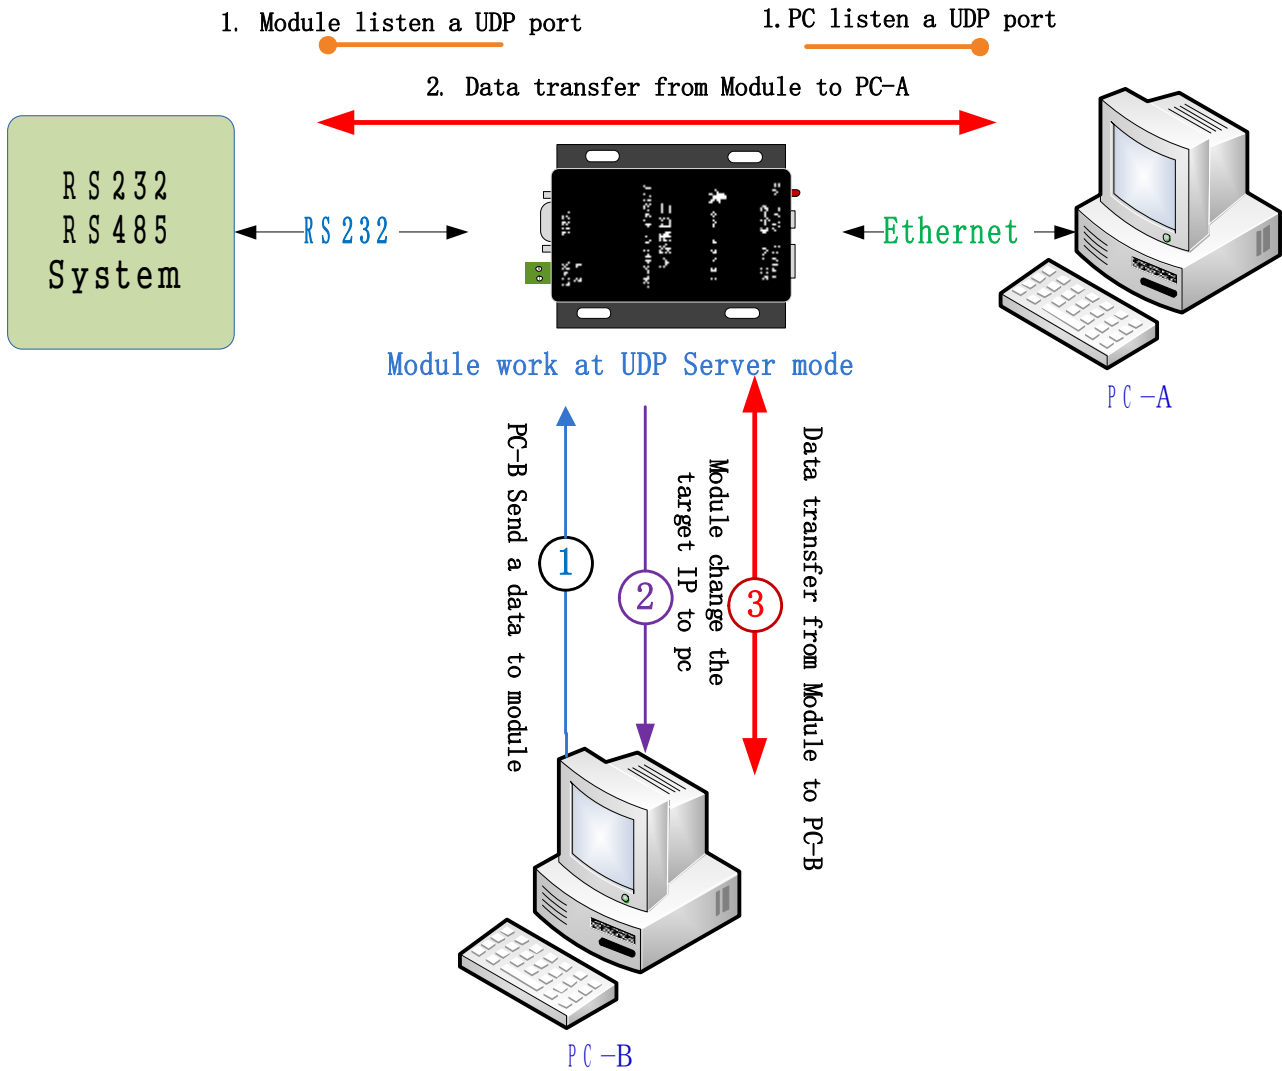 1. Module listen a UDP port
1. PC listen a UDP port
2. Data transfer from Module to PC-A
RS232
RS485
System
RS232
Ethernet
Module work at UDP Server mode
PC-A
PC-B Send a data to module
1
2
Module change the
target IP to pc
3
Data transfer from Module to PC-B
PC-B